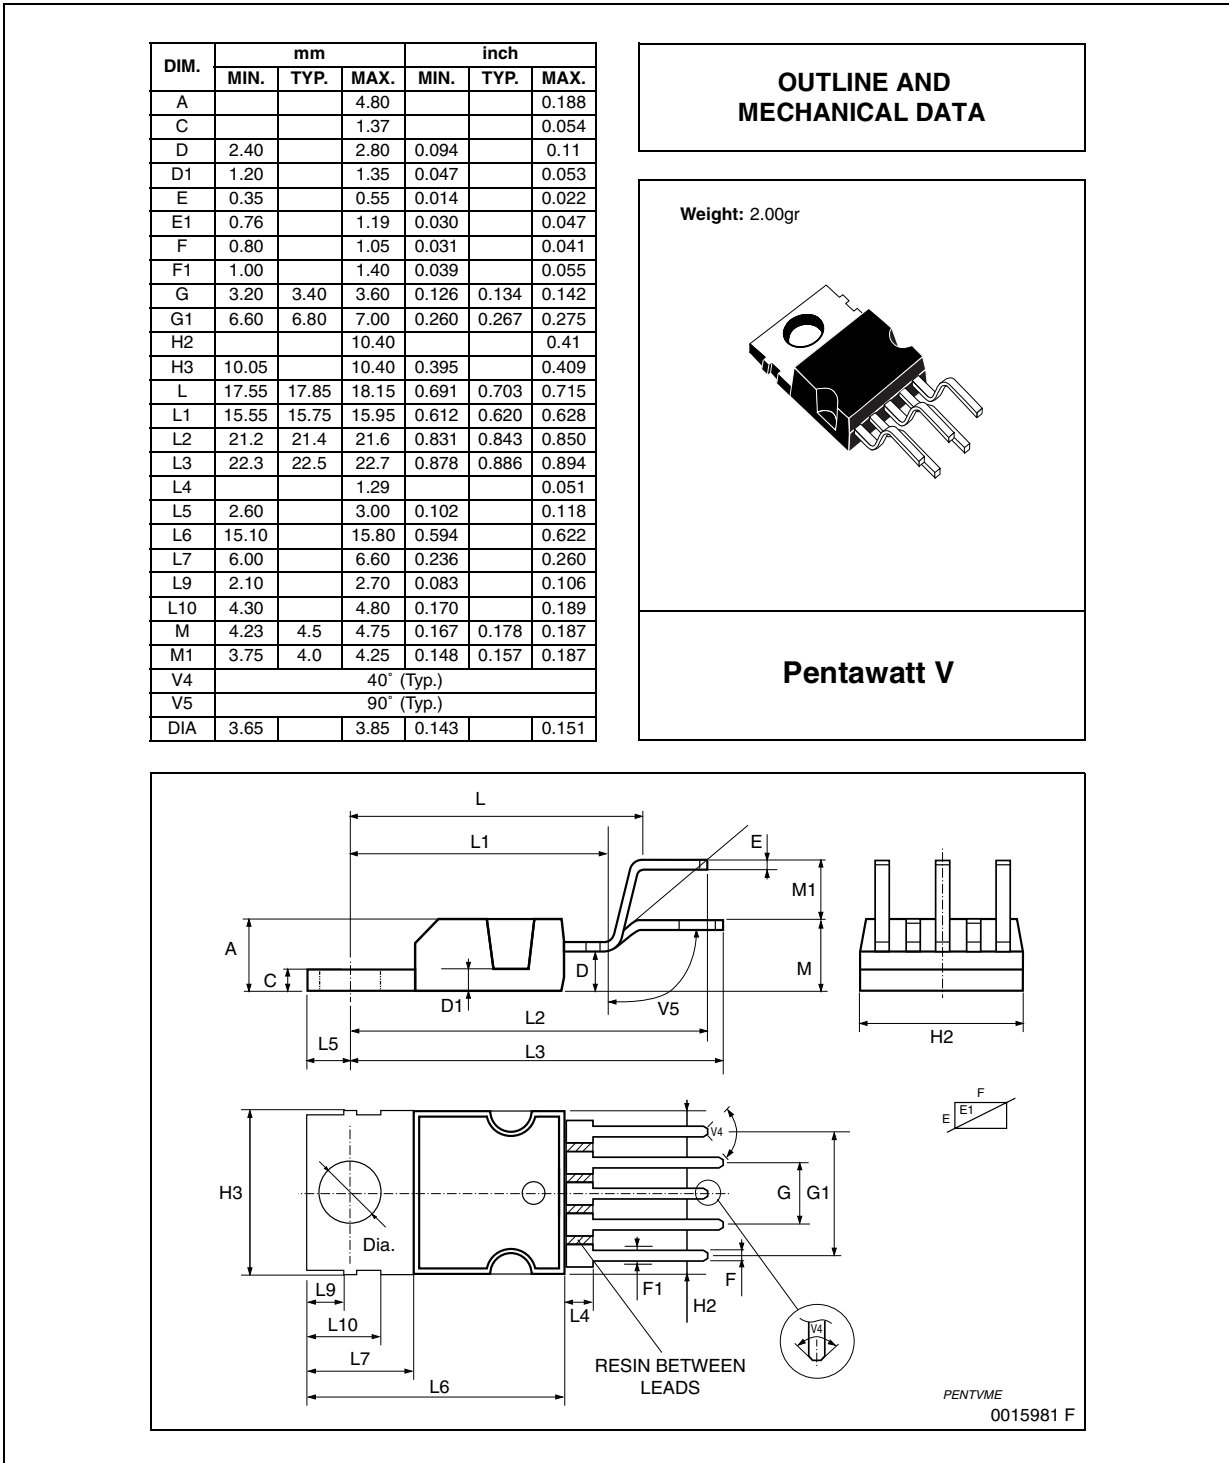 DIM. mm inch
MIN. TYP. MAX. MIN. TYP. MAX.
A 4.80 0.188
C 1.37 0.054
D 2.40 2.80 0.094 0.11
D1 1.20 1.35 0.047 0.053
E 0.35 0.55 0.014 0.022
E1 0.76 1.19 0.030 0.047
F 0.80 1.05 0.031 0.041
F1 1.00 1.40 0.039 0.055
G 3.20 3.40 3.60 0.126 0.134 0.142
G1 6.60 6.80 7.00 0.260 0.267 0.275
H2 10.40 0.41
H3 10.05 10.40 0.395 0.409
L 17.55 17.85 18.15 0.691 0.703 0.715
L1 15.55 15.75 15.95 0.612 0.620 0.628
L2 21.2 21.4 21.6 0.831 0.843 0.850
L3 22.3 22.5 22.7 0.878 0.886 0.894
L4 1.29 0.051
L5 2.60 3.00 0.102 0.118
L6 15.10 15.80 0.594 0.622
L7 6.00 6.60 0.236 0.260
L9 2.10 2.70 0.083 0.106
L10 4.30 4.80 0.170 0.189
M 4.23 4.5 4.75 0.167 0.178 0.187
M1 3.75 4.0 4.25 0.148 0.157 0.187
V4 40˚ (Typ.)
V5 90˚ (Typ.)
DIA 3.65 3.85 0.143 0.151
OUTLINE AND
MECHANICAL DATA
Weight: 2.00gr
Pentawatt V
L
L1
E
M1
A
C
D
M
D1
V5
L2
H2
L5
L3
F
E1
E
V4
H3
G
G1
Dia.
L9
F1
F
L4
H2
L10
V4
L7
RESIN BETWEEN
LEADS
L6
PENTVME
0015981 F